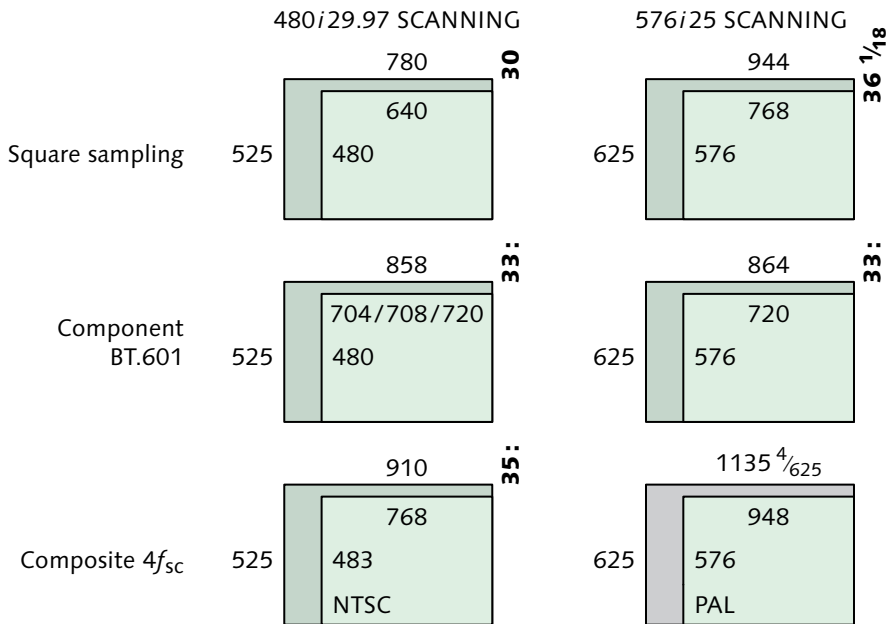 480i29.97 SCANNING 576i25 SCANNING
780 30 944 36 1/18
640 768
Square sampling 525 480 625 576
858 33: 864 33:
704/708/720 720
Component
BT.601 525 480 625 576
910 35: 1135 4/625
768 948
Composite 4fsc 525 483 625 576
NTSC PAL